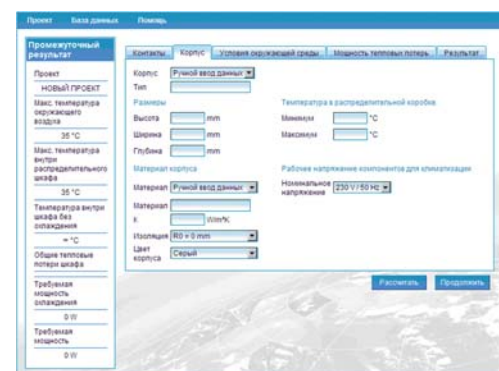 Проект База данных Помощь
Промежуточный
результат
Проект
НОВЫЙ ПРОЕКТ
Макс. температура
окружающего
воздуха
35 °C
Макс. температура
внутри
распределительного
шкафа
35 °C
Температура внутри
шкафа без
охлаждения
∞ °C
Общие тепловые
потери шкафа
Требуемая
мощность
охлаждения
0 W
Требуемая
мощность
0 W
Контакты Корпус Условия окружающей среды Мощность тепловых потерь Результат
Корпус Ручной ввод данных
Тип
Размеры Температура в распределительной коробке
Высота mm Минимум °C
Ширина mm Максимум °C
Глубина mm
Материал корпуса Рабочее напряжение компонентов для климатизации
Материал Ручной ввод данных Номинальное напряжение 230 V / 50 Hz
Материал
K W/m²K
Изоляция R0 = 0 mm
Цвет корпуса Серый
Рассчитать Продолжить